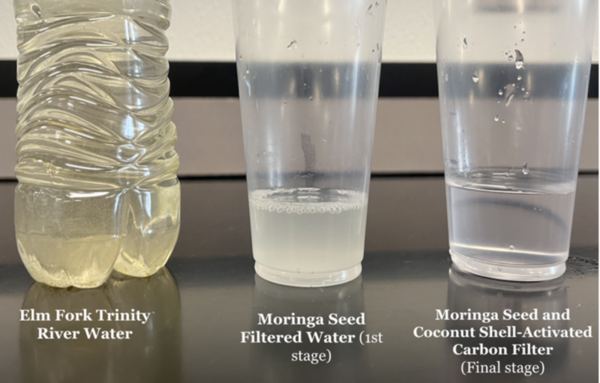 Elm Fork Trinity
River Water
Moringa Seed
Filtered Water (1st
stage)
Moringa Seed and
Coconut Shell-Activated
Carbon Filter
(Final stage)